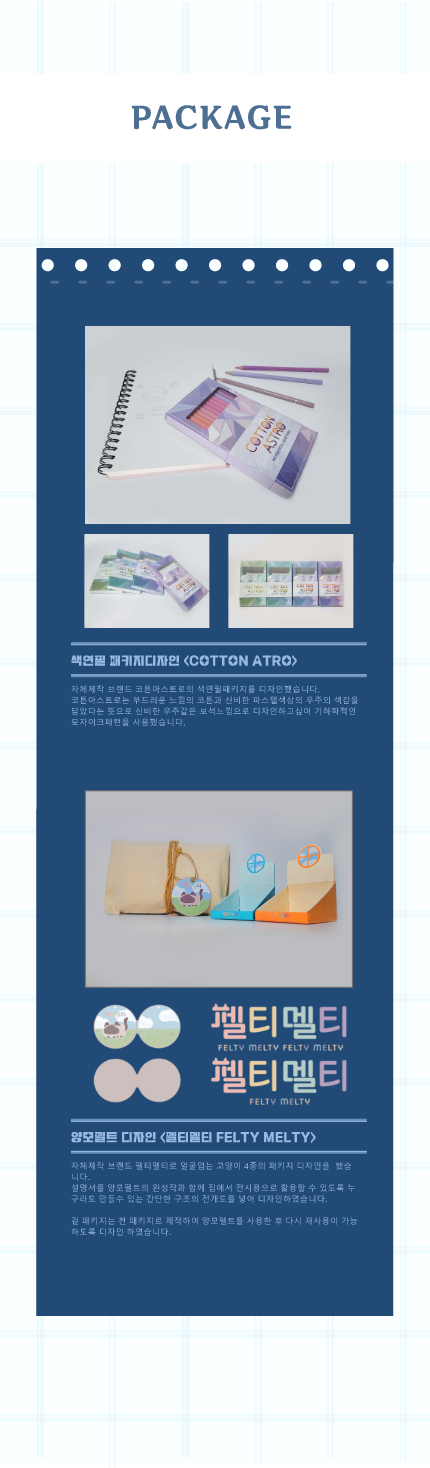 PACKAGE
COTTON
ASTRO
색연필 패키지디자인 <COTTON ATRO>
자체제작 브랜드 코튼아스트로의 색연필패키지를 디자인했습니다.
코튼아스트로는 부드러운 느낌의 코튼과 신비한 파스텔색상의 우주의 색감을
담았다는 뜻으로 신비한 우주같은 보석느낌으로 디자인하고싶어 기하학적인
모자이크패턴을 사용했습니다.
펠티멜티
FELTY MELTY FELTY MELTY
펠티멜티
FELTY MELTY
양모펠트 디자인 <펠티멜티 FELTY MELTY>
자체제작 브랜드 펠티멜티로 얼굴없는 고양이 4종의 패키지 디자인을 했습
니다.
설명서를 양모펠트의 완성작과 함께 집에서 전시용으로 활용할 수 있도록 누
구라도 만들수 있는 간단한 구조의 전개도를 넣어 디자인하였습니다.
겉 패키지는 천 패키지로 제작하여 양모펠트를 사용한 후 다시 재사용이 가능
하도록 디자인 하였습니다.